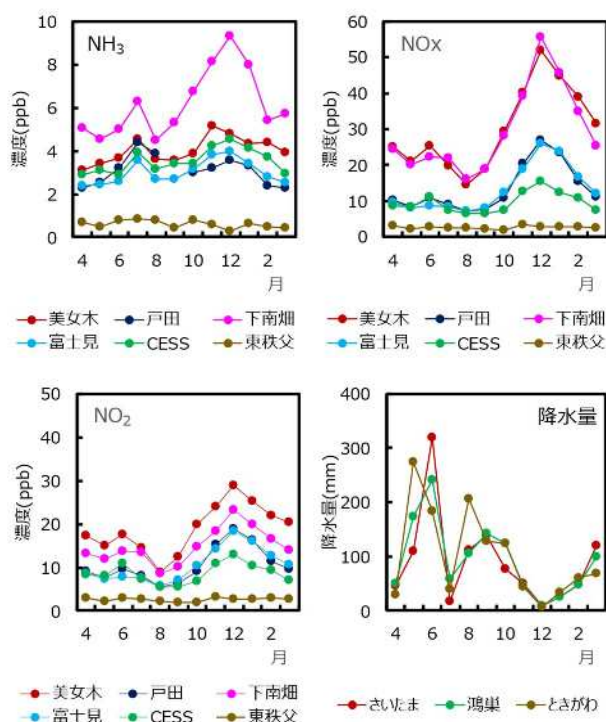 10
8
6
4
2
0
NH₃
濃度(ppb)
4 6 8 10 12 2
月
美女木 戸田 下南畑
富士見 CESS 東秩父
60
50
40
30
20
10
0
NOx
濃度(ppb)
4 6 8 10 12 2
月
美女木 戸田 下南畑
富士見 CESS 東秩父
50
40
30
20
10
0
NO₂
濃度(ppb)
4 6 8 10 12 2
月
美女木 戸田 下南畑
富士見 CESS 東秩父
400
300
200
100
0
降水量
降水量(mm)
4 6 8 10 12 2
月
さいたま 鴻巣 ときがわ